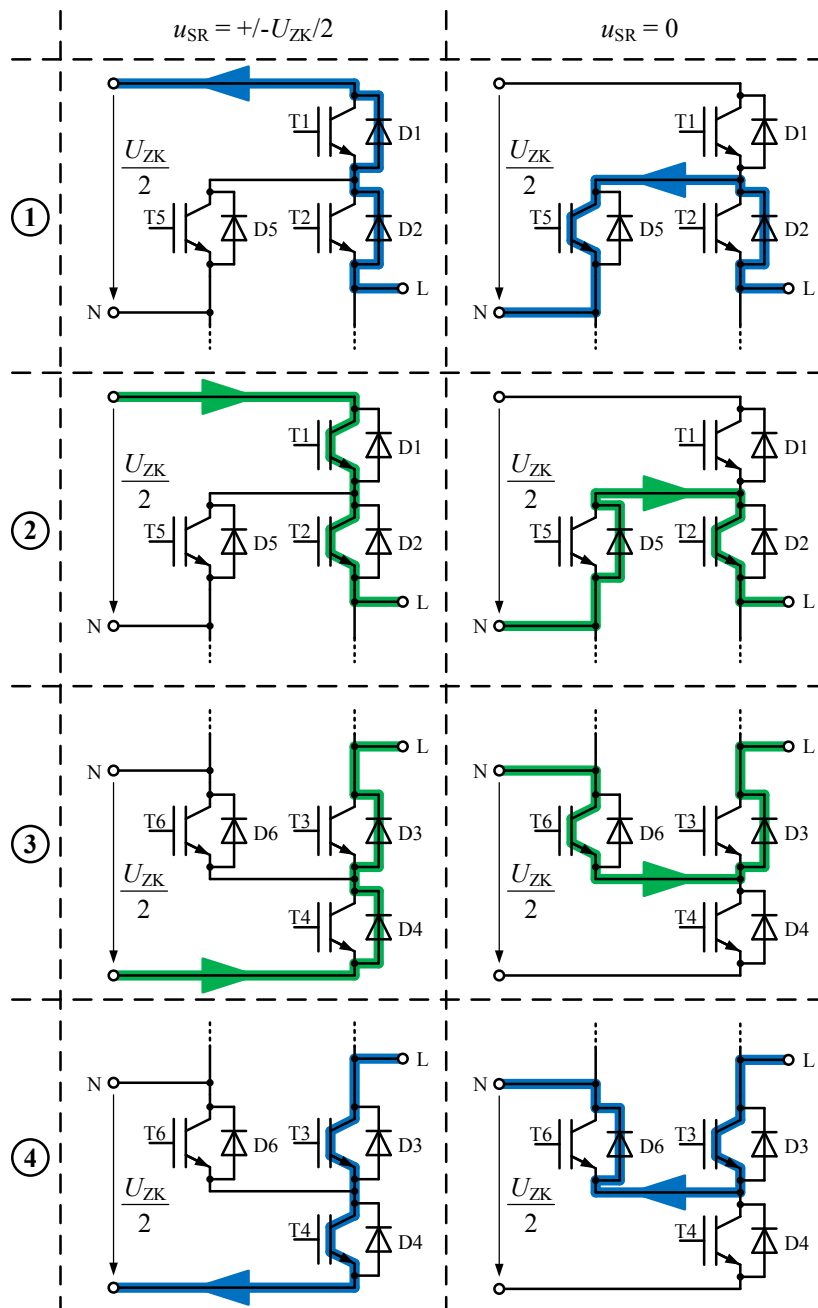 u_SR = +/-U_ZK/2
u_SR = 0
1
U_ZK
2
T1
D1
T5
D5
T2
D2
L
N
U_ZK
2
T1
D1
T5
D5
T2
D2
L
N
2
U_ZK
2
T1
D1
T5
D5
T2
D2
L
N
U_ZK
2
T1
D1
T5
D5
T2
D2
L
N
3
L
N
T6
D6
T3
D3
U_ZK
2
T4
D4
L
N
T6
D6
T3
D3
U_ZK
2
T4
D4
4
L
N
T6
D6
T3
D3
U_ZK
2
T4
D4
L
N
T6
D6
T3
D3
U_ZK
2
T4
D4